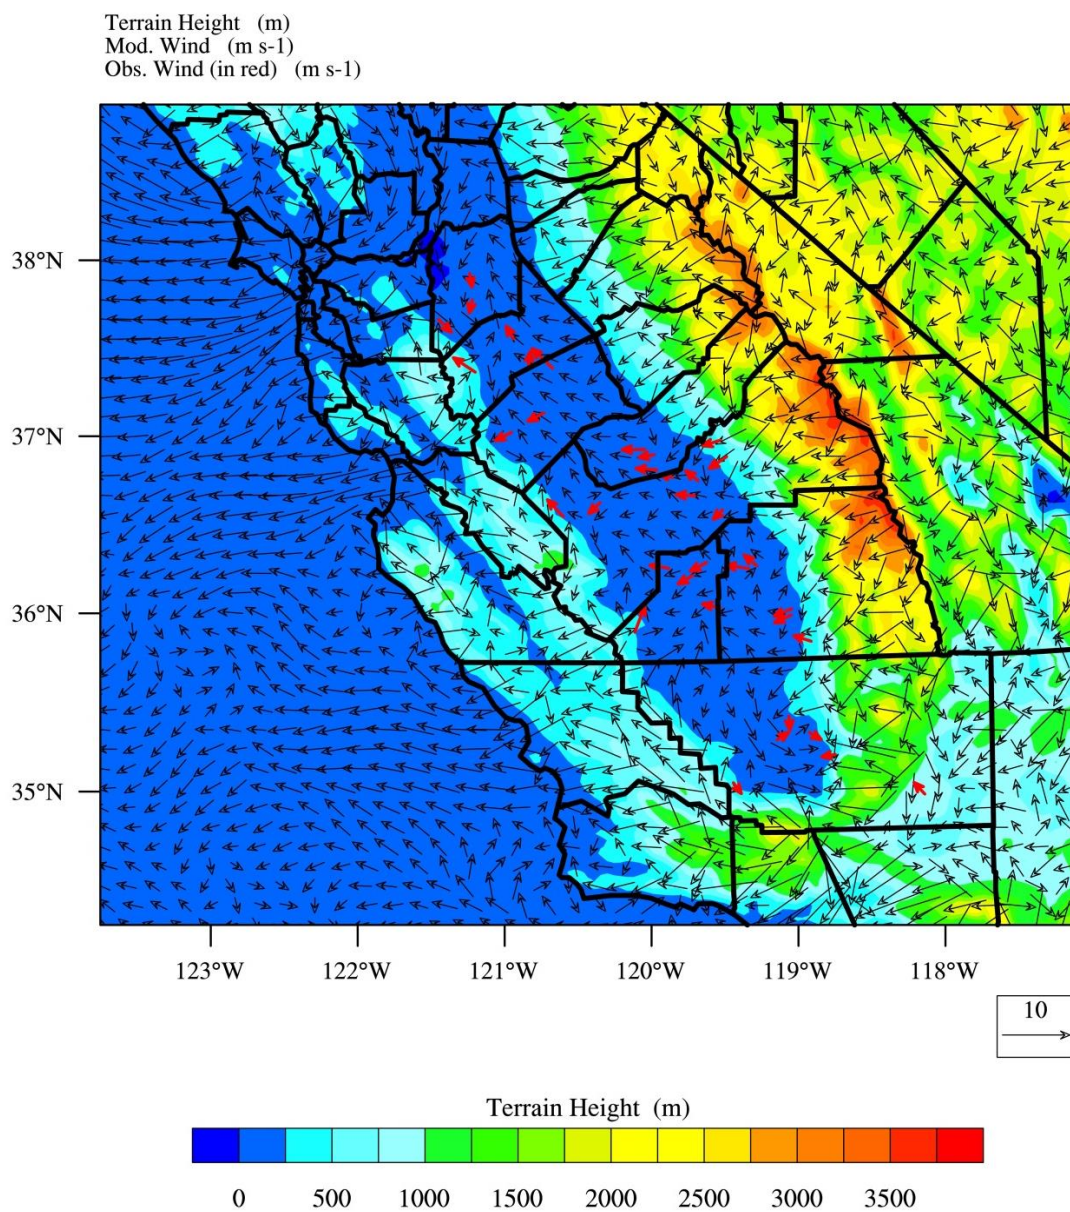 Terrain Height (m)
Mod. Wind (m s-1)
Obs. Wind (in red) (m s-1)
38°N
37°N
36°N
35°N
123°W 122°W 121°W 120°W 119°W 118°W
10
Terrain Height (m)
0 500 1000 1500 2000 2500 3000 3500